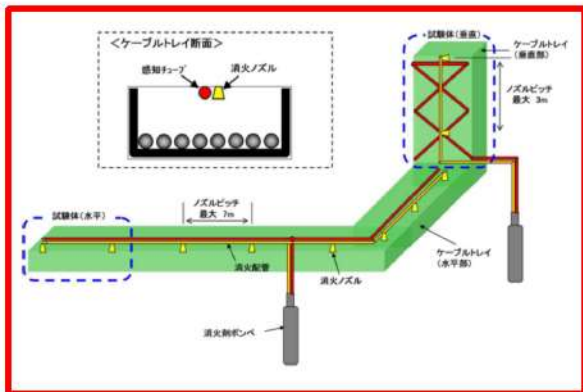 ＜ケーブルトレイ断面＞
感知ﾁｭｰﾌﾞ
消火ノズル
試験体（垂直）
ケーブルトレイ
（垂直部）
ノズルピッチ
最大 3m
試験体（水平）
ノズルピッチ
最大 7m
消火配管
消火ノズル
ケーブルトレイ
（水平部）
消火剤ボンベ